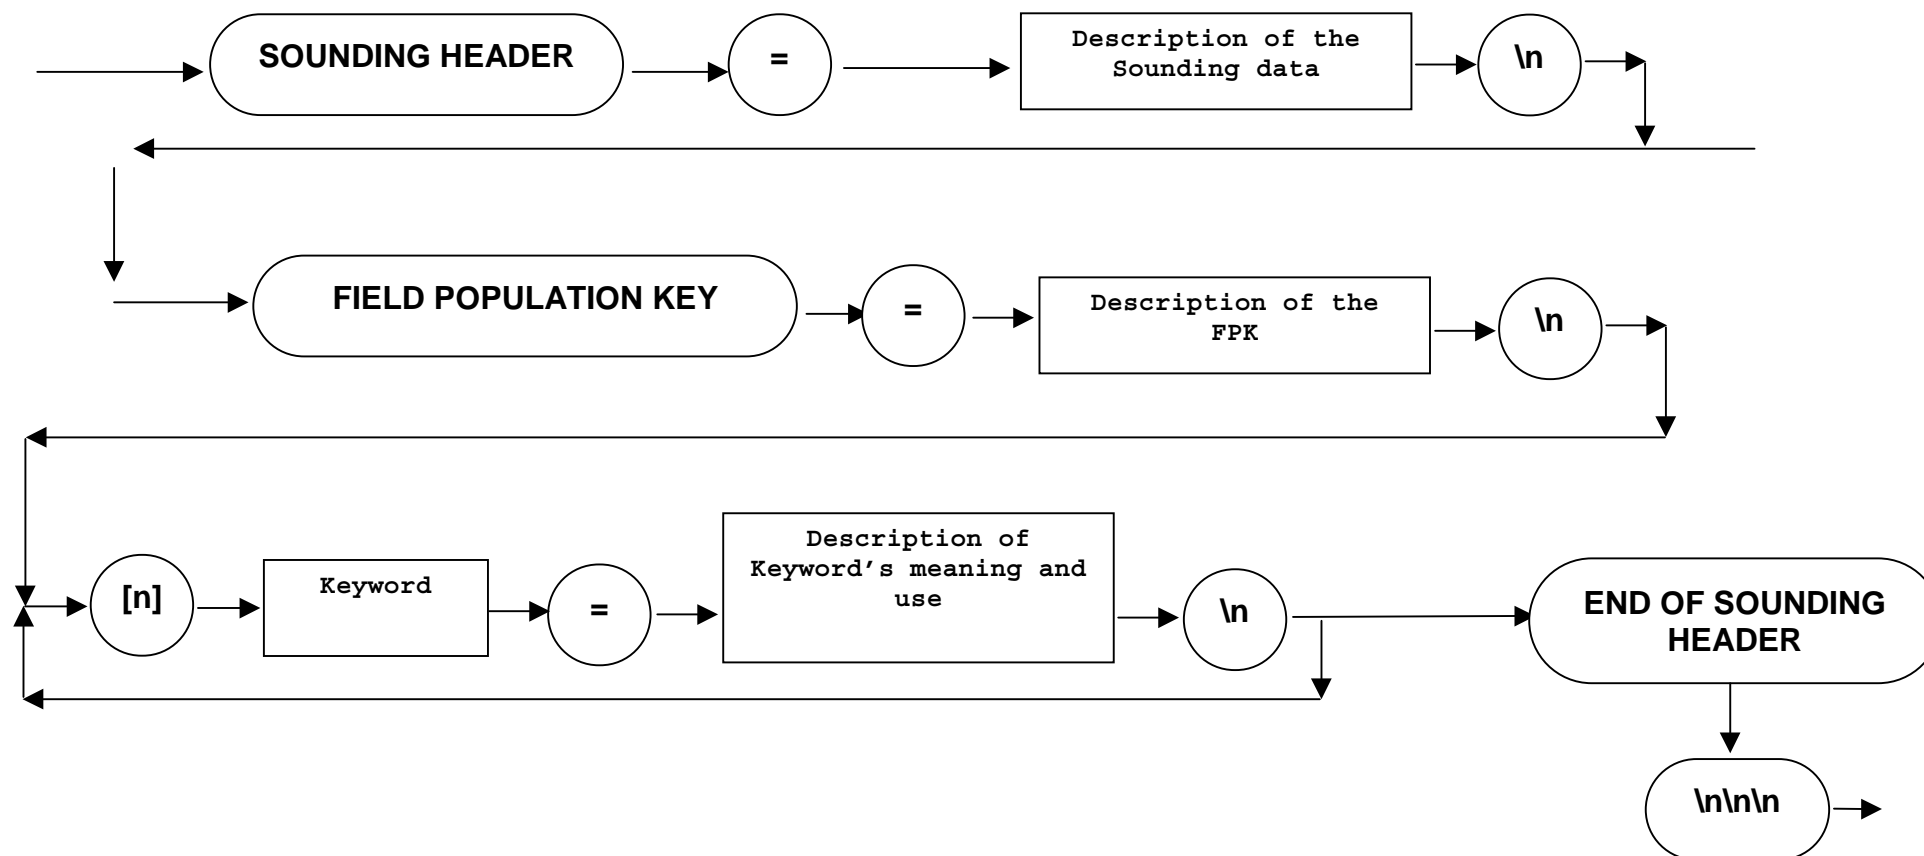 SOUNDING HEADER
=
Description of the
Sounding data
\n
FIELD POPULATION KEY
=
Description of the
FPK
\n
[n]
Keyword
=
Description of
Keyword's meaning and
use
\n
END OF SOUNDING
HEADER
\n\n\n